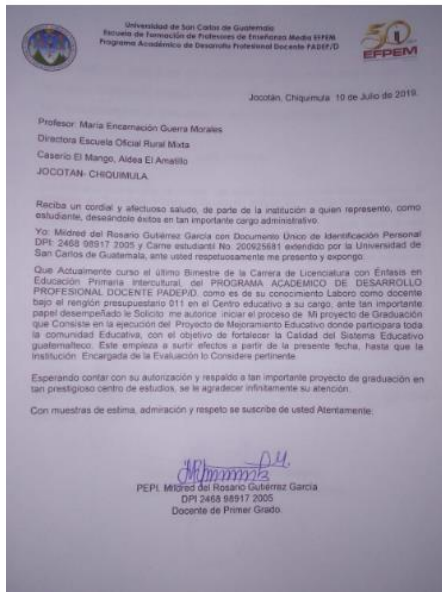 Universidad de San Carlos de Guatemala
Escuela de Formación de Profesores de Enseñanza Media EFPEM
Programa Académico de Desarrollo Profesional Docente PADEP/D
50
EFPEM
Jocotán, Chiquimula 10 de Julio de 2019.
Profesor: María Encarnación Guerra Morales
Directora Escuela Oficial Rural Mixta
Caserío El Mango, Aldea El Amatillo
JOCOTAN- CHIQUIMULA.
Reciba un cordial y afectuoso saludo, de parte de la institución a quien represento, como
estudiante, deseándole éxitos en tan importante cargo administrativo.
Yo: Mildred del Rosario Gutiérrez García con Documento Único de Identificación Personal
DPI: 2468 98917 2005 y Carne estudiantil No. 200925681 extendido por la Universidad de
San Carlos de Guatemala, ante usted respetuosamente me presento y expongo:
Que Actualmente curso el último Bimestre de la Carrera de Licenciatura con Énfasis en
Educación Primaria Intercultural, del PROGRAMA ACADEMICO DE DESARROLLO
PROFESIONAL DOCENTE PADEP/D. como es de su conocimiento Laboro como docente
bajo el renglón presupuestario 011 en el Centro educativo a su cargo, ante tan importante
papel desempeñado le Solicito me autorice iniciar el proceso de Mi proyecto de Graduación
que Consiste en la ejecución del Proyecto de Mejoramiento Educativo donde participara toda
la comunidad Educativa, con el objetivo de fortalecer la Calidad del Sistema Educativo
guatemalteco. Este empieza a surtir efectos a partir de la presente fecha, hasta que la
Institución Encargada de la Evaluación lo Considere pertinente.
Esperando contar con su autorización y respaldo a tan importante proyecto de graduación en
tan prestigioso centro de estudios, se le agradecer infinitamente su atención.
Con muestras de estima, admiración y respeto se suscribe de usted Atentamente:
PEPI. Mildred del Rosario Gutiérrez García
DPI 2468 98917 2005
Docente de Primer Grado.